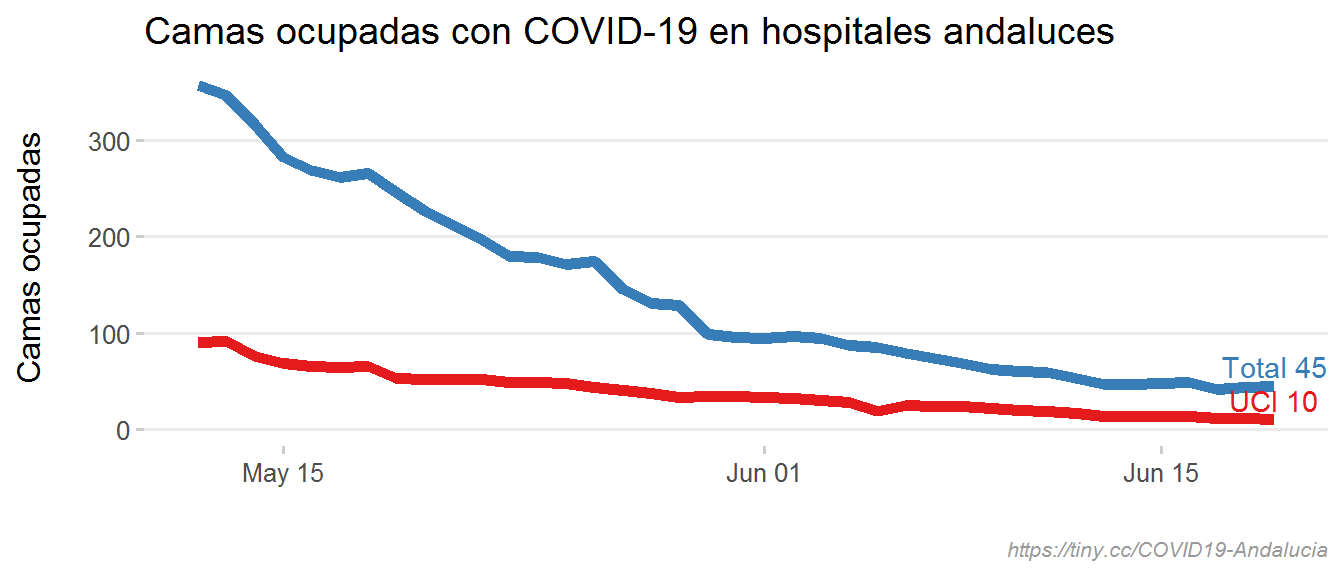 Camas ocupadas con COVID-19 en hospitales andaluces
Camas ocupadas
300
200
100
0
Total 45
UCI 10
May 15
Jun 01
Jun 15
https://tiny.cc/COVID19-Andalucia